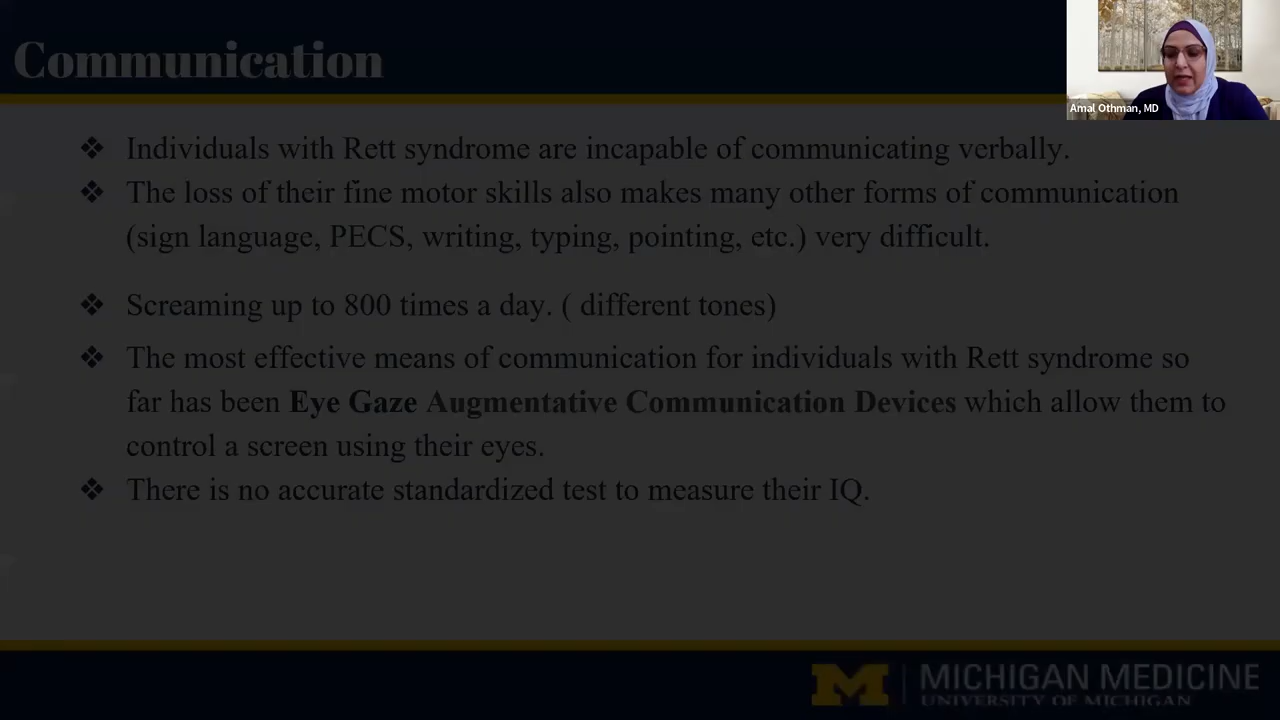 Communication
Amal Othman, MD
❖ Individuals with Rett syndrome are incapable of communicating verbally.
❖ The loss of their fine motor skills also makes many other forms of communication
(sign language, PECS, writing, typing, pointing, etc.) very difficult.
❖ Screaming up to 800 times a day. ( different tones)
❖ The most effective means of communication for individuals with Rett syndrome so
far has been Eye Gaze Augmentative Communication Devices which allow them to
control a screen using their eyes.
❖ There is no accurate standardized test to measure their IQ.
M MICHIGAN MEDICINE
UNIVERSITY OF MICHIGAN